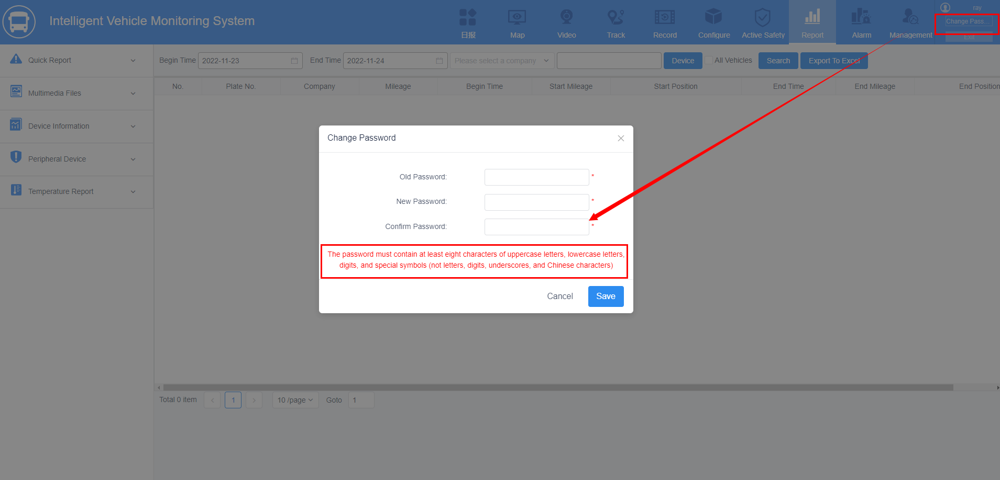 Intelligent Vehicle Monitoring System
日报
Map
Video
Track
Record
Configure
Active Safety
Report
Alarm
Management
ray
Change Pass...
Exit
Quick Report
Multimedia Files
Device Information
Peripheral Device
Temperature Report
Begin Time 2022-11-23 End Time 2022-11-24 Please select a company Device All Vehicles Search Export To Excel
No. Plate No. Company Mileage Begin Time Start Mileage Start Position End Time End Mileage End Position
Change Password
Old Password: *
New Password: *
Confirm Password: *
The password must contain at least eight characters of uppercase letters, lowercase letters,
digits, and special symbols (not letters, digits, underscores, and Chinese characters)
Cancel Save
Total 0 item 1 10 /page Goto 1